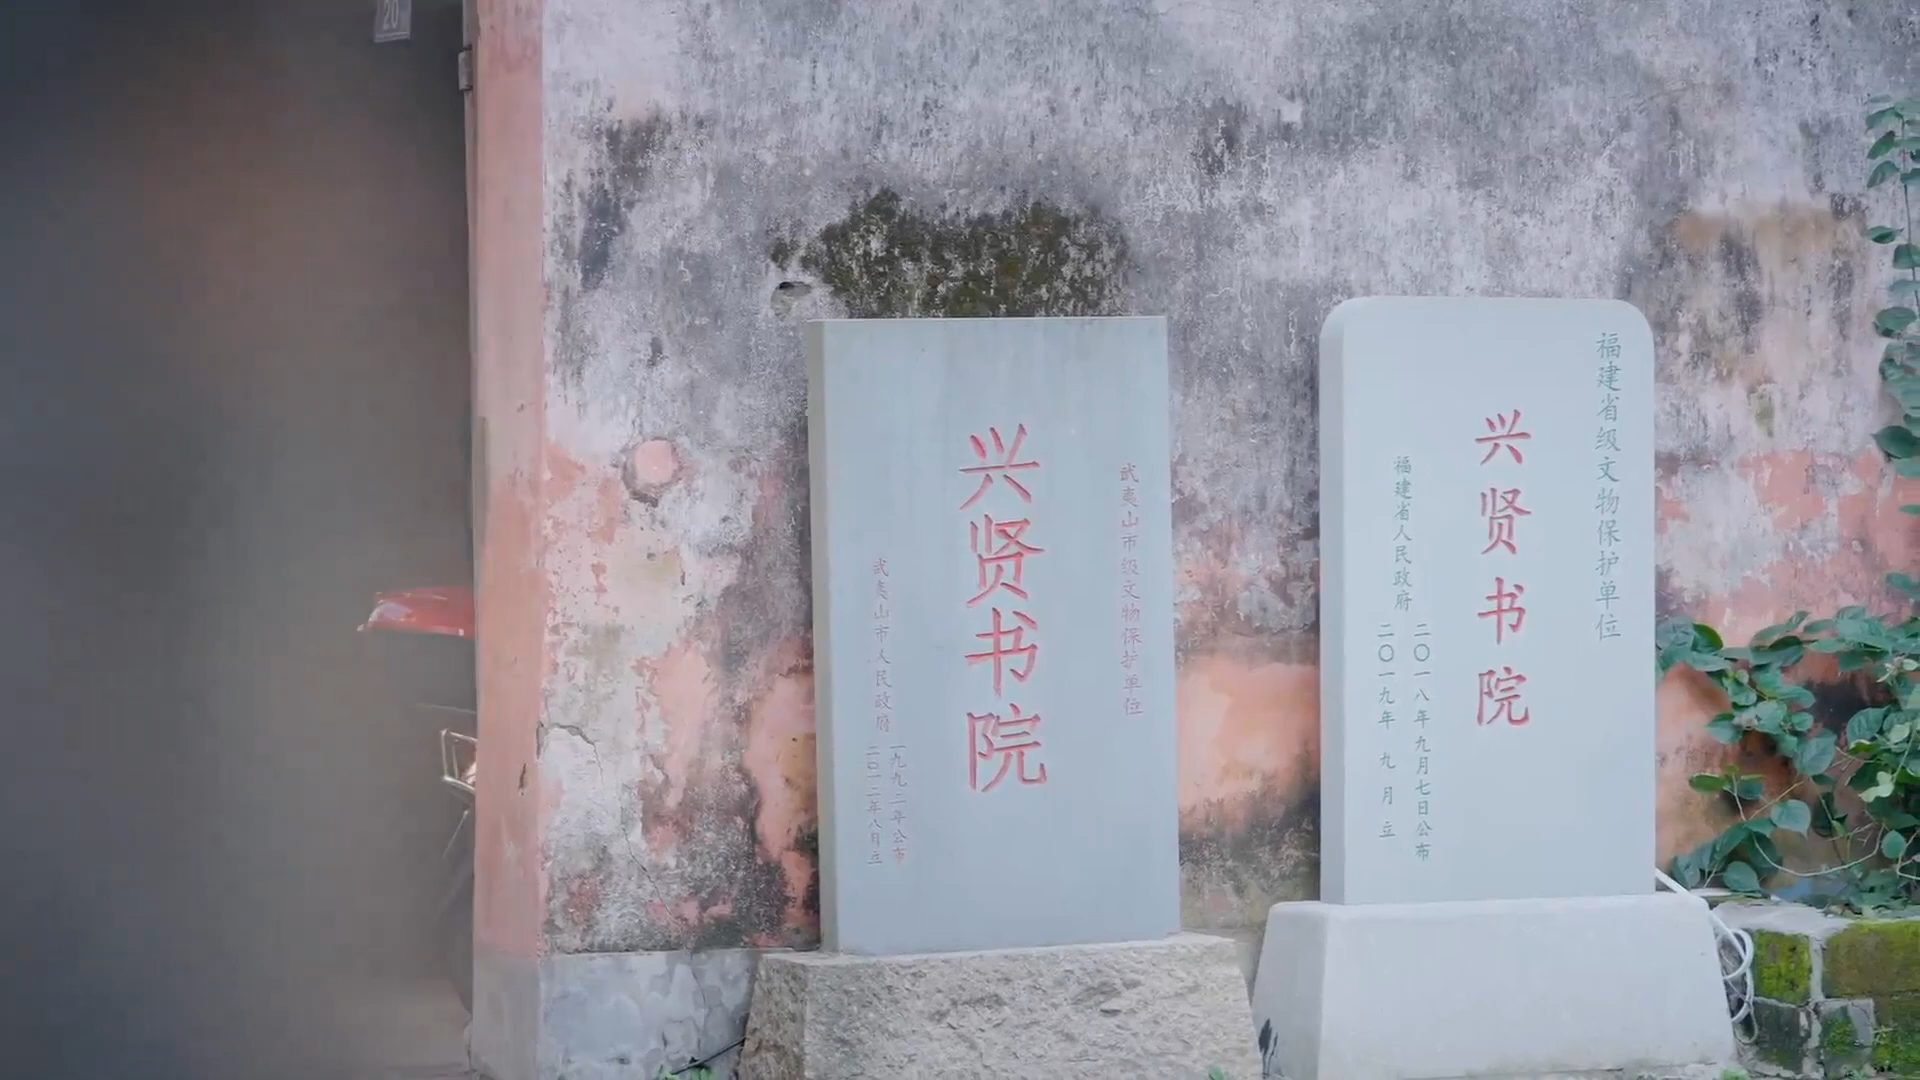 20
武夷山市级文物保护单位
兴贤书院
武夷山市人民政府
一九九二年公布
二〇一二年八月立
福建省级文物保护单位
兴贤书院
福建省人民政府
二〇一八年九月七日公布
二〇一九年九月立